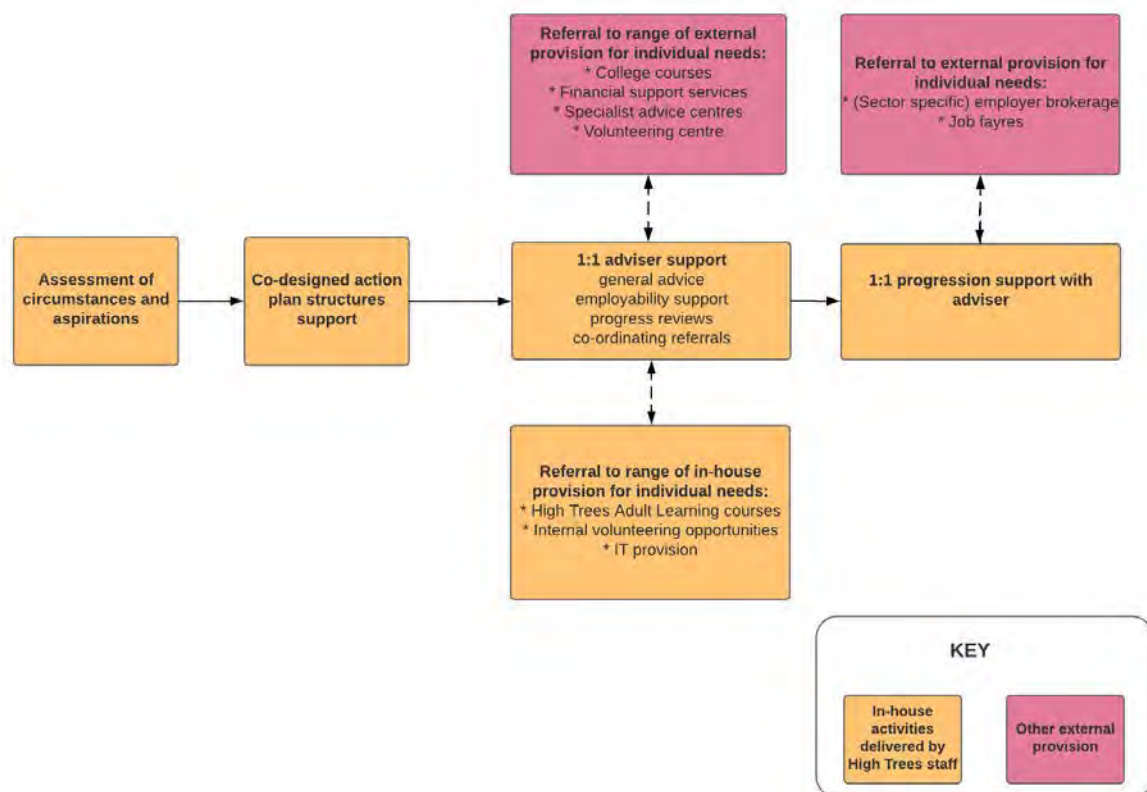 Referral to range of external
provision for individual needs:
* College courses
* Financial support services
* Specialist advice centres
* Volunteering centre
Referral to external provision for
individual needs:
* (Sector specific) employer brokerage
* Job fayres
Assessment of
circumstances and
aspirations
Co-designed action
plan structures
support
1:1 adviser support
general advice
employability support
progress reviews
co-ordinating referrals
1:1 progression support with
adviser
Referral to range of in-house
provision for individual needs:
* High Trees Adult Learning courses
* Internal volunteering opportunities
* IT provision
KEY
In-house
activities
delivered by
High Trees staff
Other external
provision